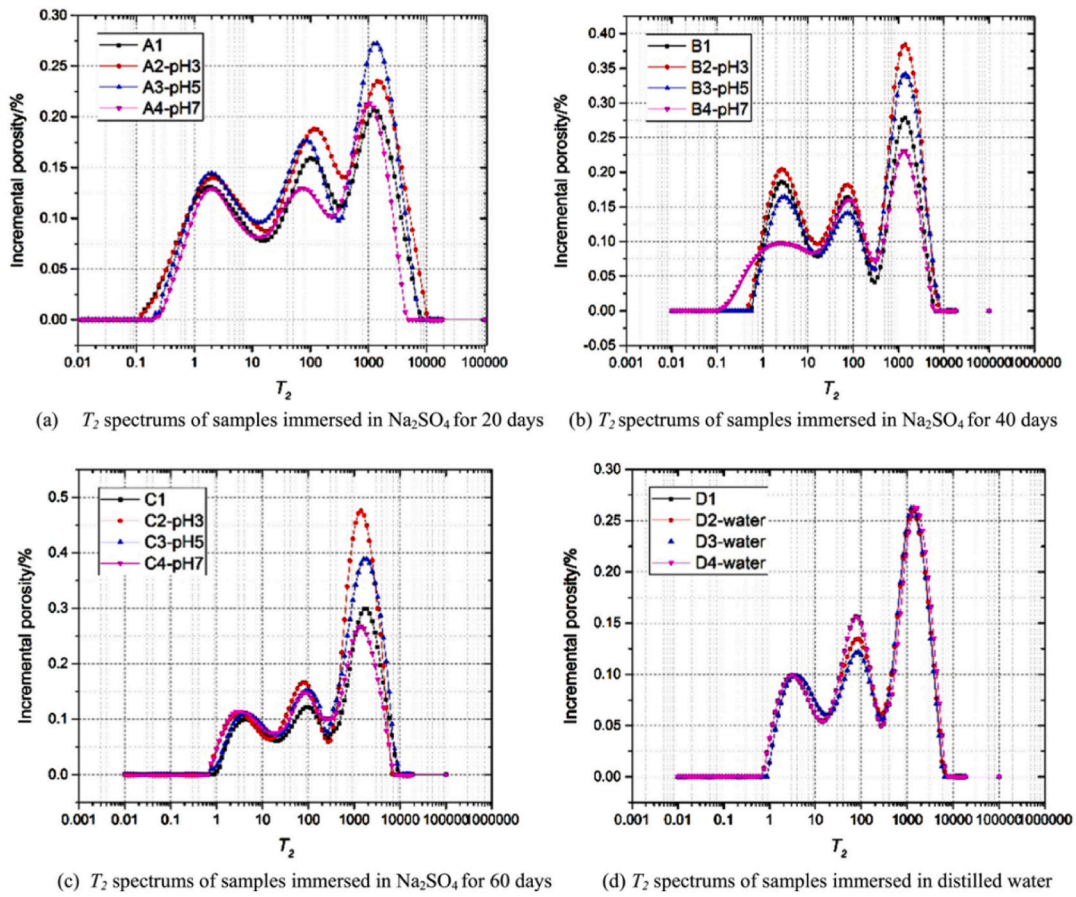 0.30
0.25
0.20
0.15
0.10
0.05
0.00
Incremental porosity/%
A1
A2-pH3
A3-pH5
A4-pH7
0.01 0.1 1 10 100 1000 10000 100000
T2
(a) T2 spectrums of samples immersed in Na2SO4 for 20 days
0.40
0.35
0.30
0.25
0.20
0.15
0.10
0.05
0.00
-0.05
Incremental porosity/%
B1
B2-pH3
B3-pH5
B4-pH7
0.001 0.01 0.1 1 10 100 1000 10000 100000 1000000
T2
(b) T2 spectrums of samples immersed in Na2SO4 for 40 days
0.5
0.4
0.3
0.2
0.1
0.0
Incremental porosity/%
C1
C2-pH3
C3-pH5
C4-pH7
0.001 0.01 0.1 1 10 100 1000 10000 100000 1000000
T2
(c) T2 spectrums of samples immersed in Na2SO4 for 60 days
0.30
0.25
0.20
0.15
0.10
0.05
0.00
Incremental porosity/%
D1
D2-water
D3-water
D4-water
0.001 0.01 0.1 1 10 100 1000 10000 100000 1000000
T2
(d) T2 spectrums of samples immersed in distilled water